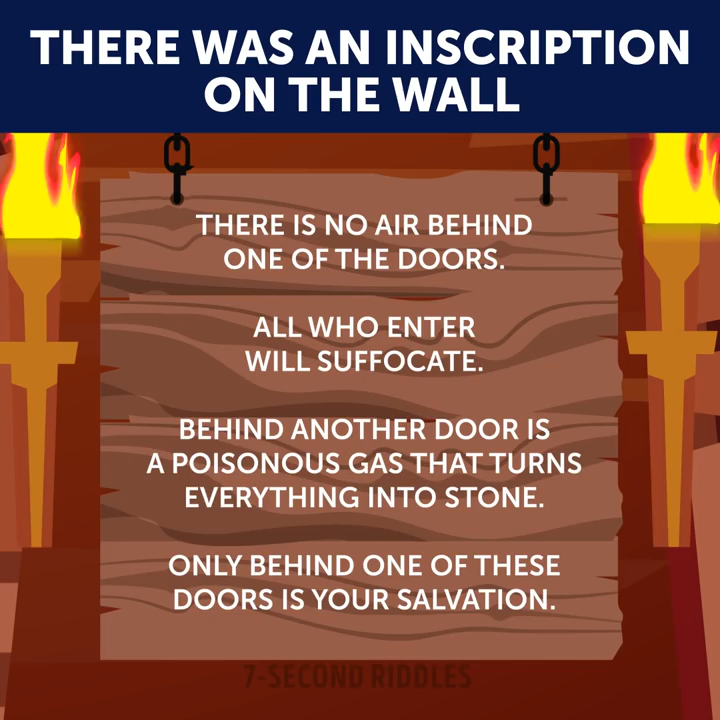 THERE WAS AN INSCRIPTION
ON THE WALL
THERE IS NO AIR BEHIND
ONE OF THE DOORS.
ALL WHO ENTER
WILL SUFFOCATE.
BEHIND ANOTHER DOOR IS
A POISONOUS GAS THAT TURNS
EVERYTHING INTO STONE.
ONLY BEHIND ONE OF THESE
DOORS IS YOUR SALVATION.
7-SECOND RIDDLES